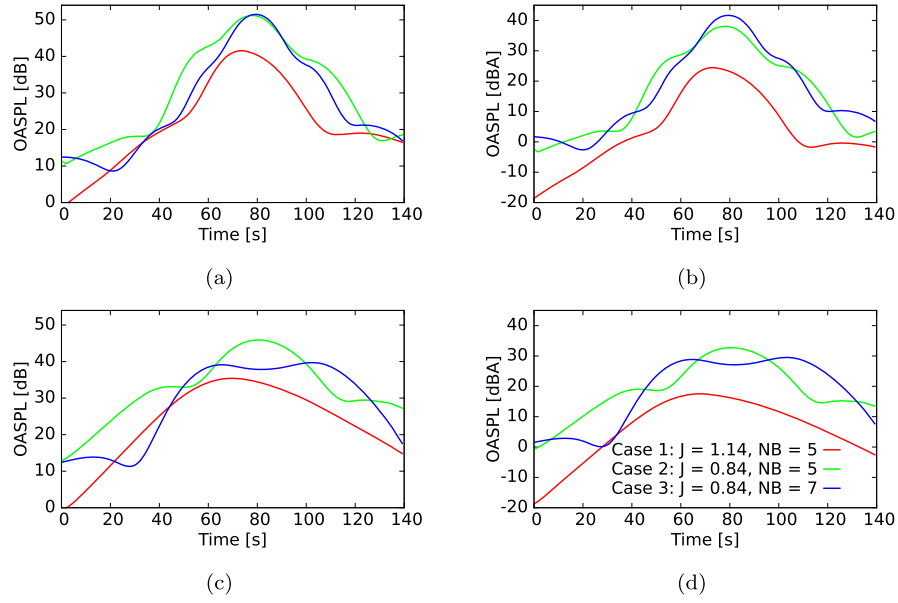 50
40
30
20
10
0
OASPL [dB]
0 20 40 60 80 100 120 140
Time [s]
(a)
40
30
20
10
0
-10
-20
OASPL [dBA]
0 20 40 60 80 100 120 140
Time [s]
(b)
50
40
30
20
10
0
OASPL [dB]
0 20 40 60 80 100 120 140
Time [s]
(c)
40
30
20
10
0
-10
-20
OASPL [dBA]
Case 1: J = 1.14, NB = 5
Case 2: J = 0.84, NB = 5
Case 3: J = 0.84, NB = 7
0 20 40 60 80 100 120 140
Time [s]
(d)